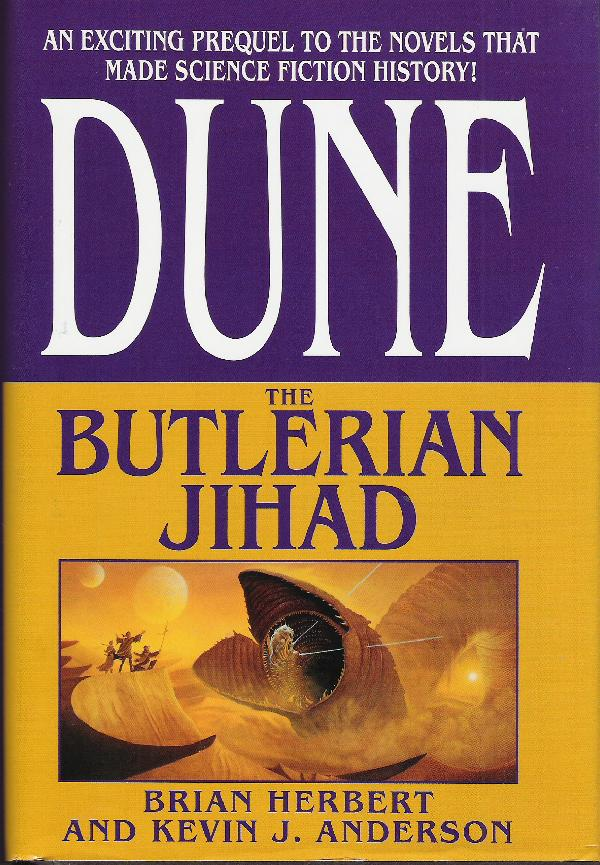 AN EXCITING PREQUEL TO THE NOVELS THAT
MADE SCIENCE FICTION HISTORY!
DUNE
THE
BUTLERIAN
JIHAD
BRIAN HERBERT
AND KEVIN J. ANDERSON